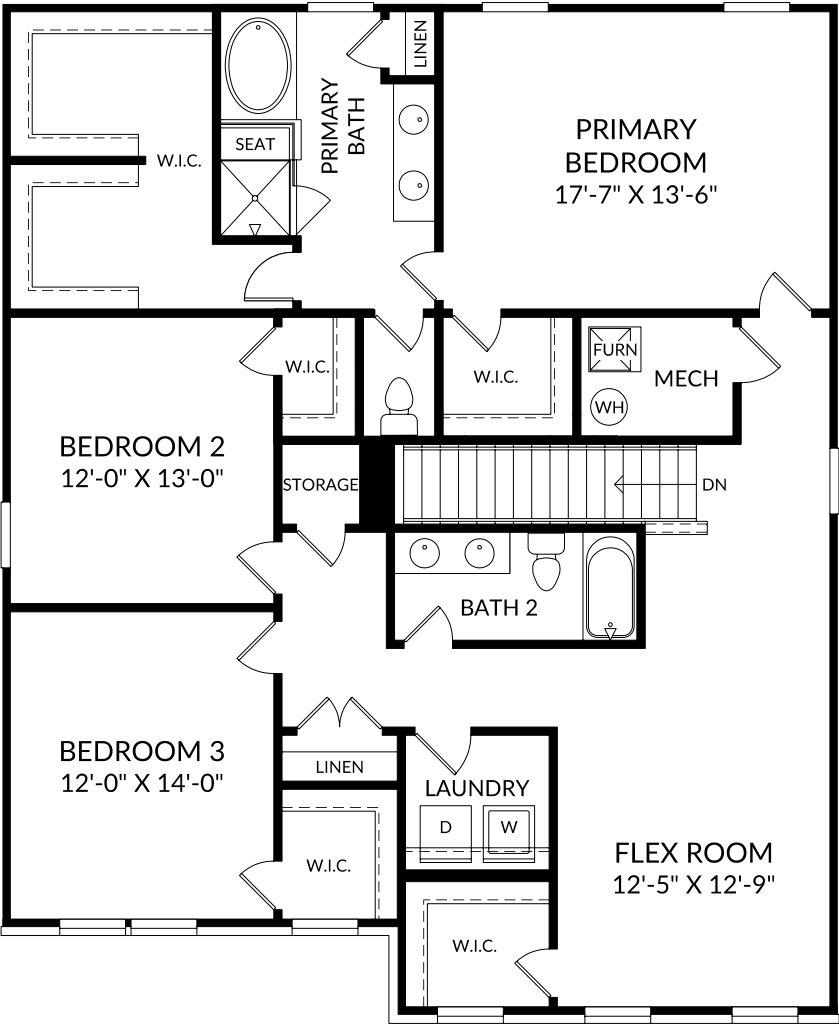 LINEN
PRIMARY
BATH
PRIMARY
BEDROOM
17'-7" X 13'-6"
SEAT
W.I.C.
FURN
W.I.C.
W.I.C.
MECH
WH
BEDROOM 2
12'-0" X 13'-0"
STORAGE
DN
BATH 2
BEDROOM 3
12'-0" X 14'-0"
LINEN
LAUNDRY
D
W
FLEX ROOM
12'-5" X 12'-9"
W.I.C.
W.I.C.